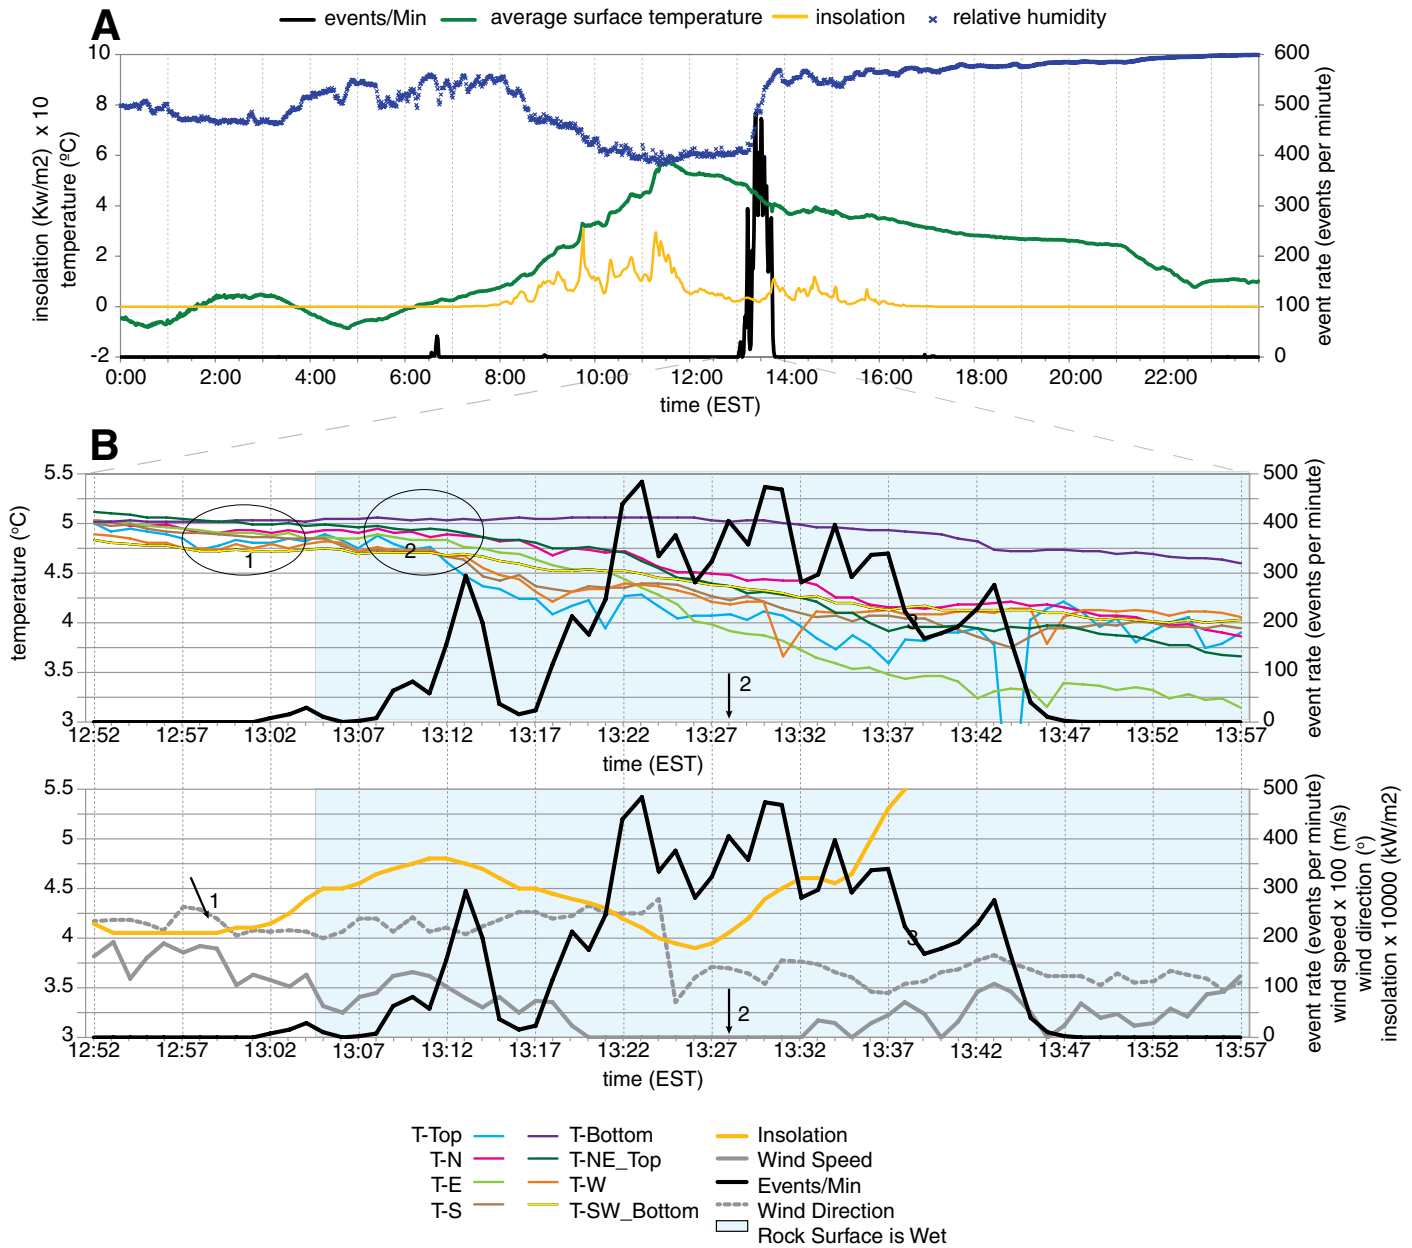 A
events/Min average surface temperature insolation relative humidity
insolation (Kw/m2) x 10
temperature (ºC)
10
8
6
4
2
0
-2
600
500
400
300
200
100
0
event rate (events per minute)
0:00 2:00 4:00 6:00 8:00 10:00 12:00 14:00 16:00 18:00 20:00 22:00
time (EST)
B
temperature (ºC)
5.5
5
4.5
4
3.5
3
500
400
300
200
100
0
event rate (events per minute)
1
2
3
2
12:52 12:57 13:02 13:07 13:12 13:17 13:22 13:27 13:32 13:37 13:42 13:47 13:52 13:57
time (EST)
5.5
5
4.5
4
3.5
3
500
400
300
200
100
0
event rate (events per minute)
wind speed x 100 (m/s)
wind direction (º)
insolation x 10000 (kW/m2)
1
3
2
12:52 12:57 13:02 13:07 13:12 13:17 13:22 13:27 13:32 13:37 13:42 13:47 13:52 13:57
time (EST)
T-Top T-Bottom Insolation
T-N T-NE_Top Wind Speed
T-E T-W Events/Min
T-S T-SW_Bottom Wind Direction
Rock Surface is Wet